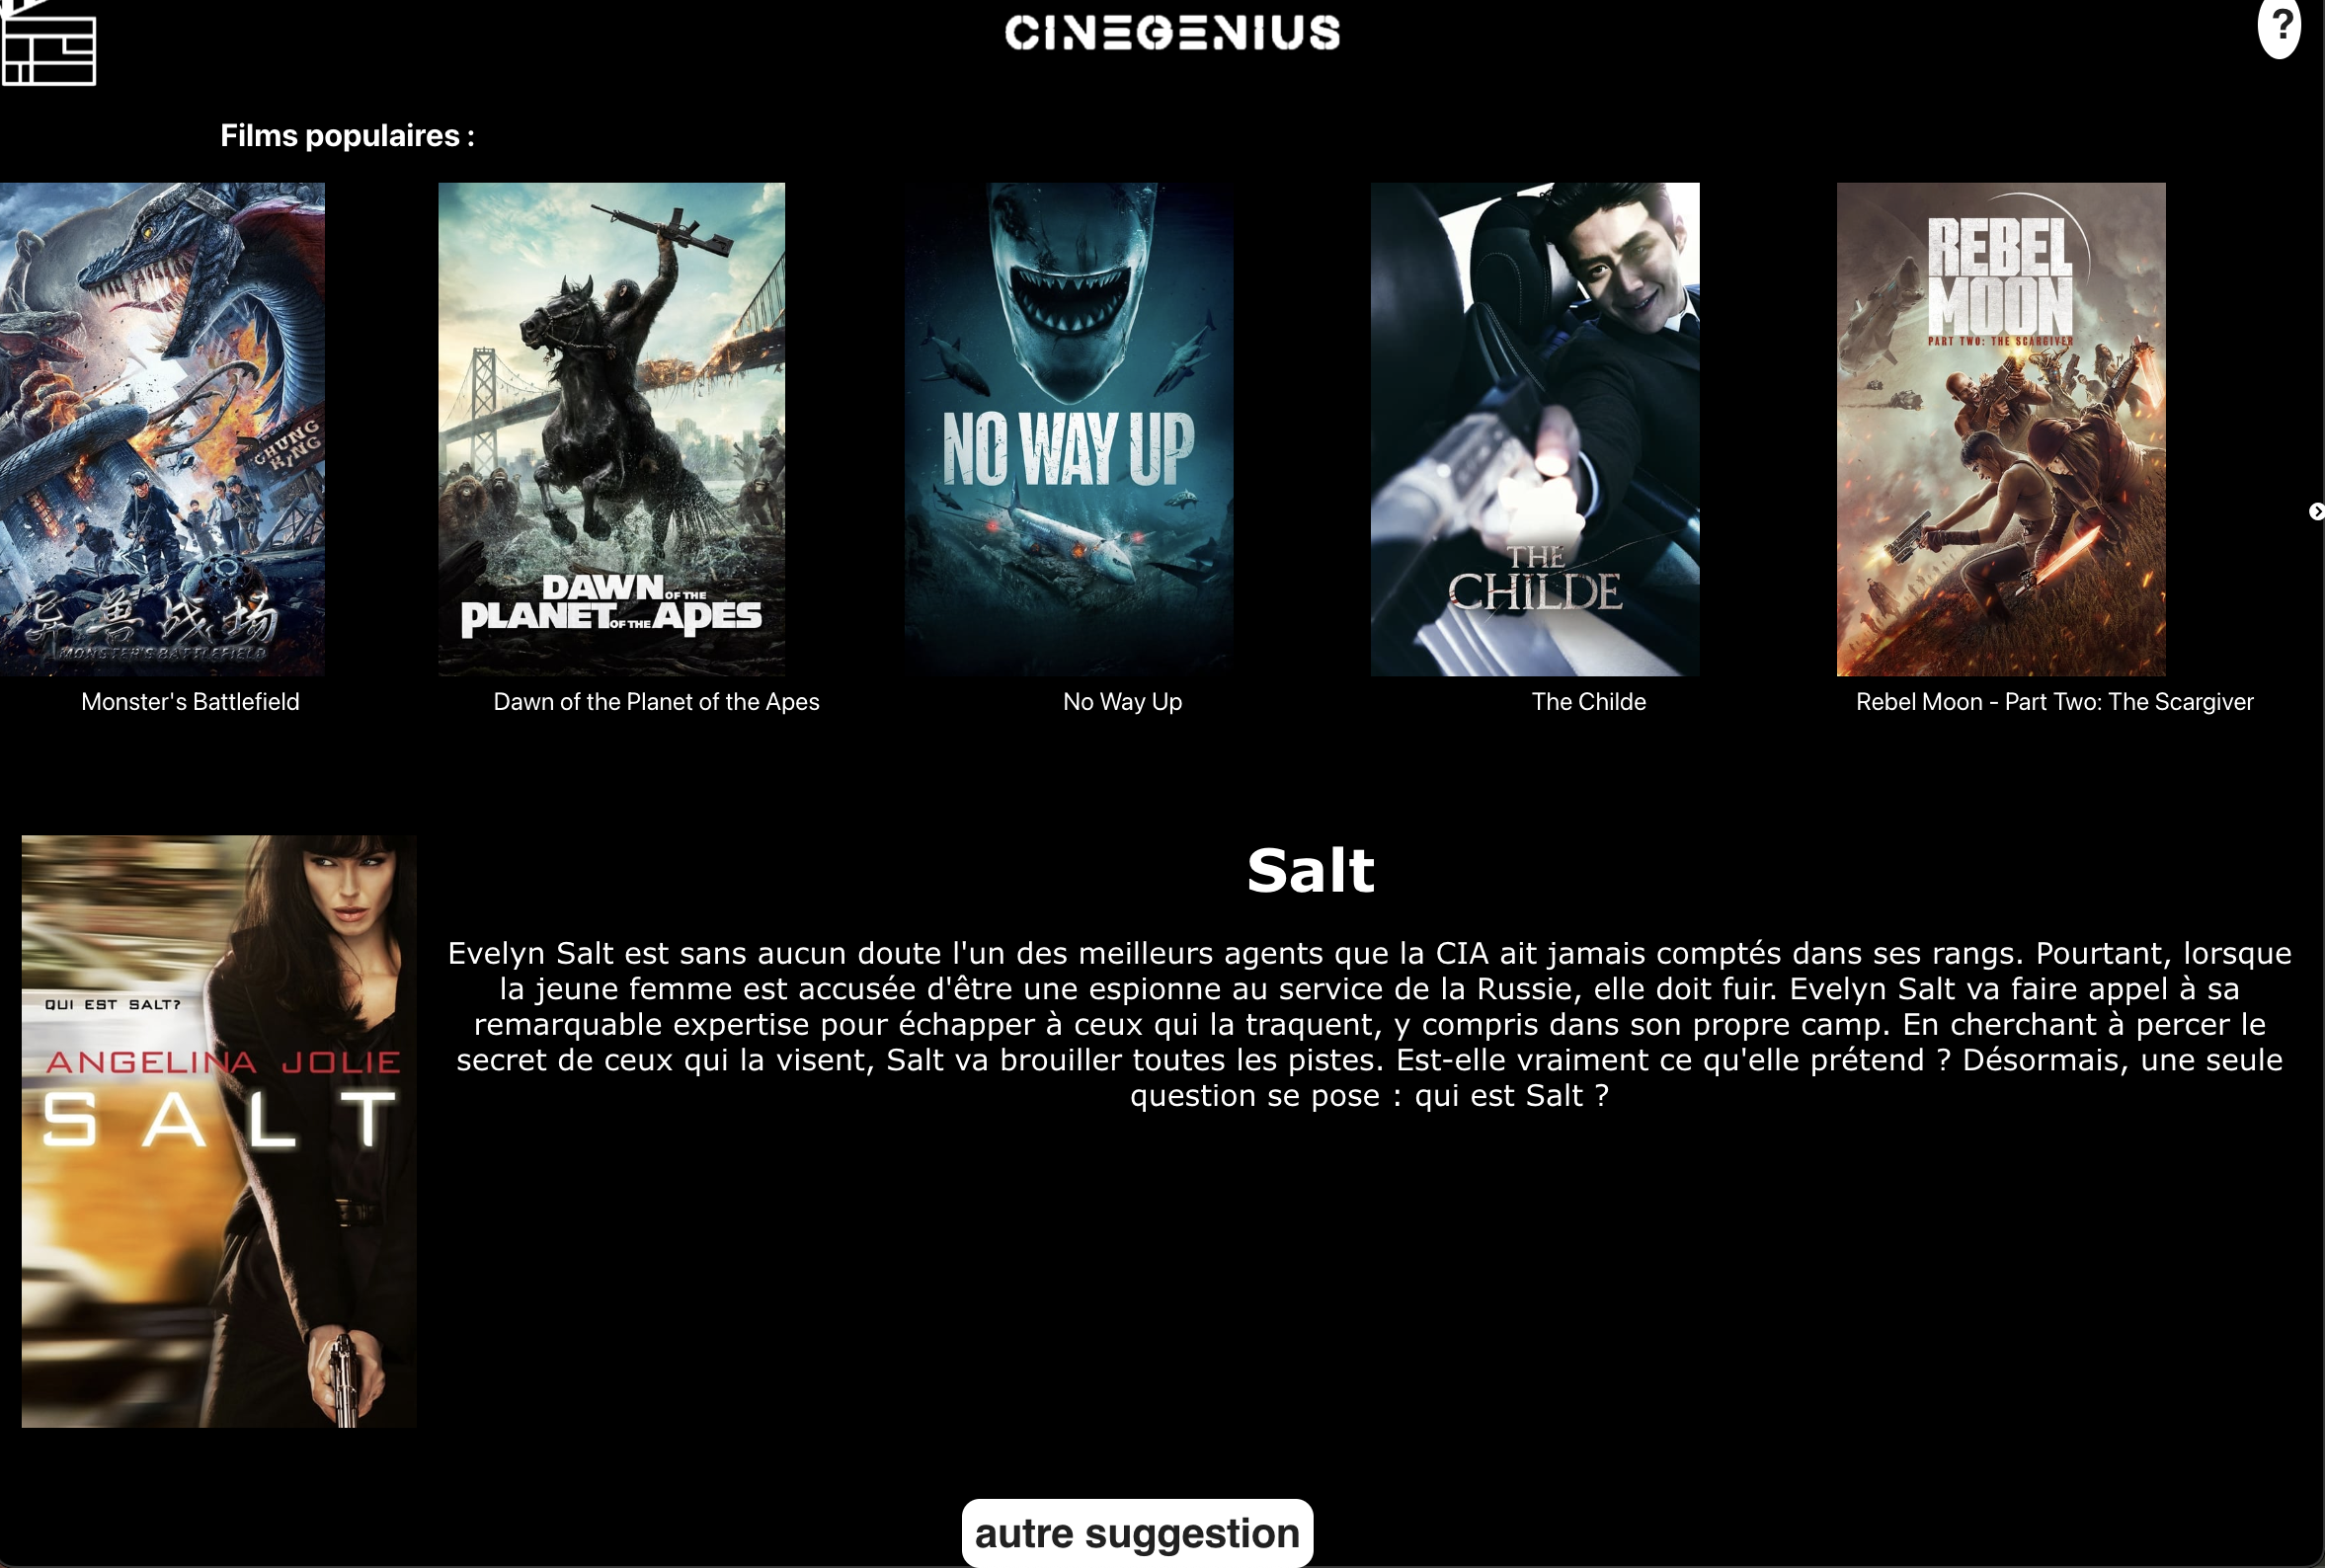 CINEGENIUS
?
Films populaires :
CHUNG
KING
异兽战场
MONSTER'S BATTLEFIELD
DAWN OF THE
PLANET OF THE APES
NO WAY UP
THE
CHILDE
REBEL
MOON
PART TWO: THE SCARGIVER
Monster's Battlefield
Dawn of the Planet of the Apes
No Way Up
The Childe
Rebel Moon - Part Two: The Scargiver
QUI EST SALT?
ANGELINA JOLIE
SALT
Salt
Evelyn Salt est sans aucun doute l'un des meilleurs agents que la CIA ait jamais comptés dans ses rangs. Pourtant, lorsque
la jeune femme est accusée d'être une espionne au service de la Russie, elle doit fuir. Evelyn Salt va faire appel à sa
remarquable expertise pour échapper à ceux qui la traquent, y compris dans son propre camp. En cherchant à percer le
secret de ceux qui la visent, Salt va brouiller toutes les pistes. Est-elle vraiment ce qu'elle prétend ? Désormais, une seule
question se pose : qui est Salt ?
autre suggestion